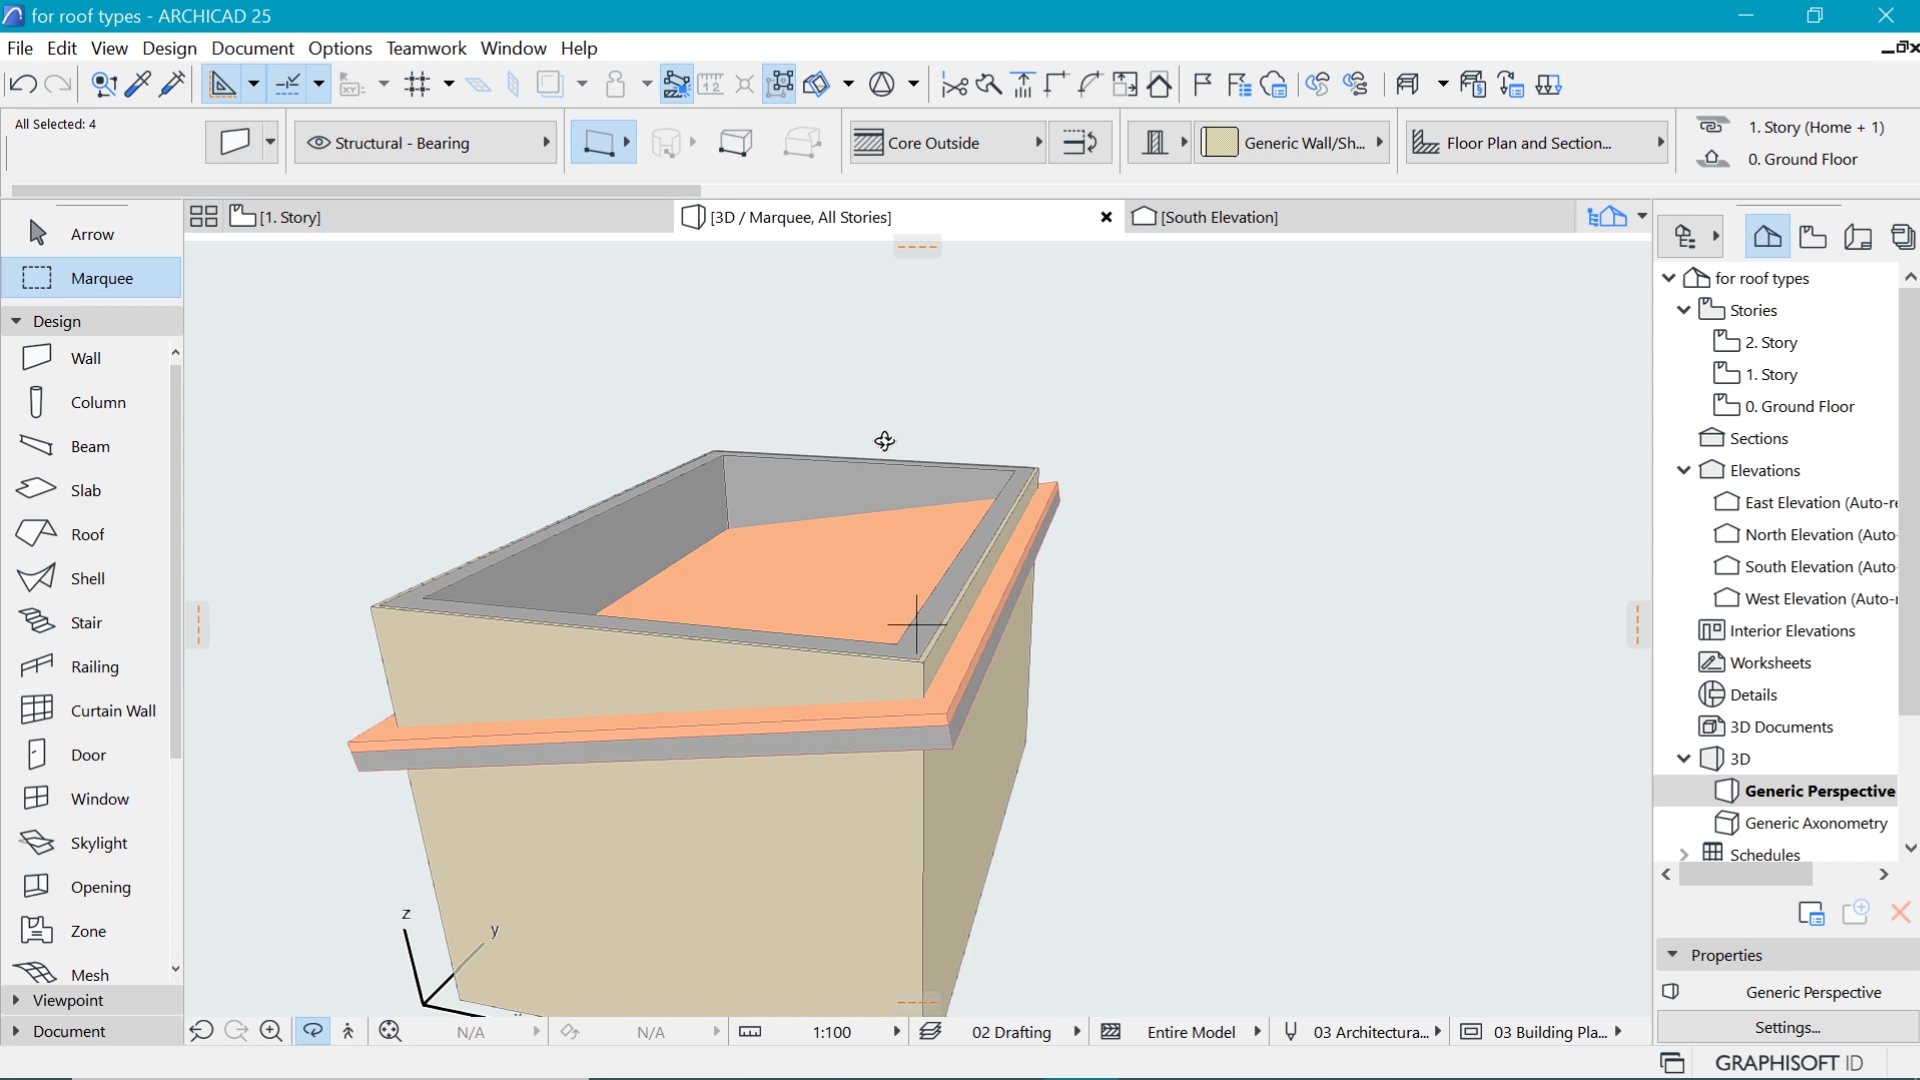 for roof types - ARCHICAD 25
File Edit View Design Document Options Teamwork Window Help
All Selected: 4
Structural - Bearing
Core Outside
Generic Wall/Sh...
Floor Plan and Section...
1. Story (Home + 1)
0. Ground Floor
[1. Story]
[3D / Marquee, All Stories]
[South Elevation]
Arrow
Marquee
Design
Wall
Column
Beam
Slab
Roof
Shell
Stair
Railing
Curtain Wall
Door
Window
Skylight
Opening
Zone
Mesh
Viewpoint
Document
z
y
for roof types
Stories
2. Story
1. Story
0. Ground Floor
Sections
Elevations
East Elevation (Auto-re
North Elevation (Auto-
South Elevation (Auto-
West Elevation (Auto-r
Interior Elevations
Worksheets
Details
3D Documents
3D
Generic Perspective
Generic Axonometry
Schedules
Properties
Generic Perspective
Settings...
N/A
N/A
1:100
02 Drafting
Entire Model
03 Architectura...
03 Building Pla...
GRAPHISOFT ID